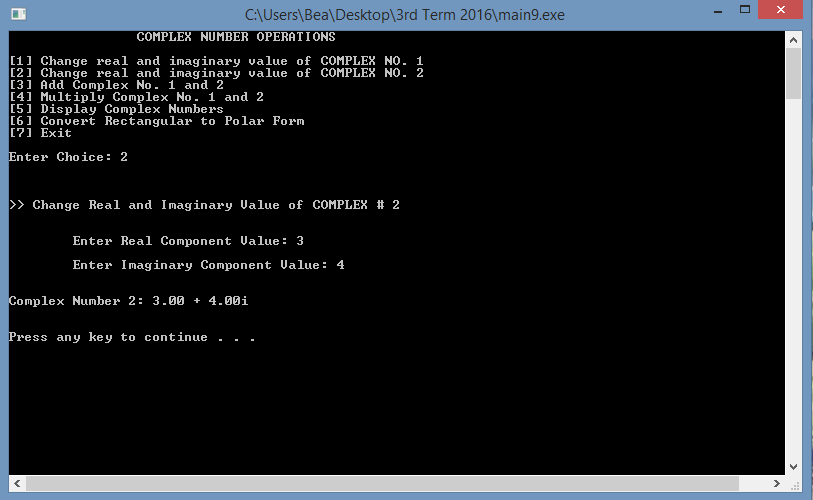 C:\Users\Bea\Desktop\3rd Term 2016\main9.exe
COMPLEX NUMBER OPERATIONS
[1] Change real and imaginary value of COMPLEX NO. 1
[2] Change real and imaginary value of COMPLEX NO. 2
[3] Add Complex No. 1 and 2
[4] Multiply Complex No. 1 and 2
[5] Display Complex Numbers
[6] Convert Rectangular to Polar Form
[7] Exit
Enter Choice: 2
>> Change Real and Imaginary Value of COMPLEX # 2
Enter Real Component Value: 3
Enter Imaginary Component Value: 4
Complex Number 2: 3.00 + 4.00i
Press any key to continue . . .